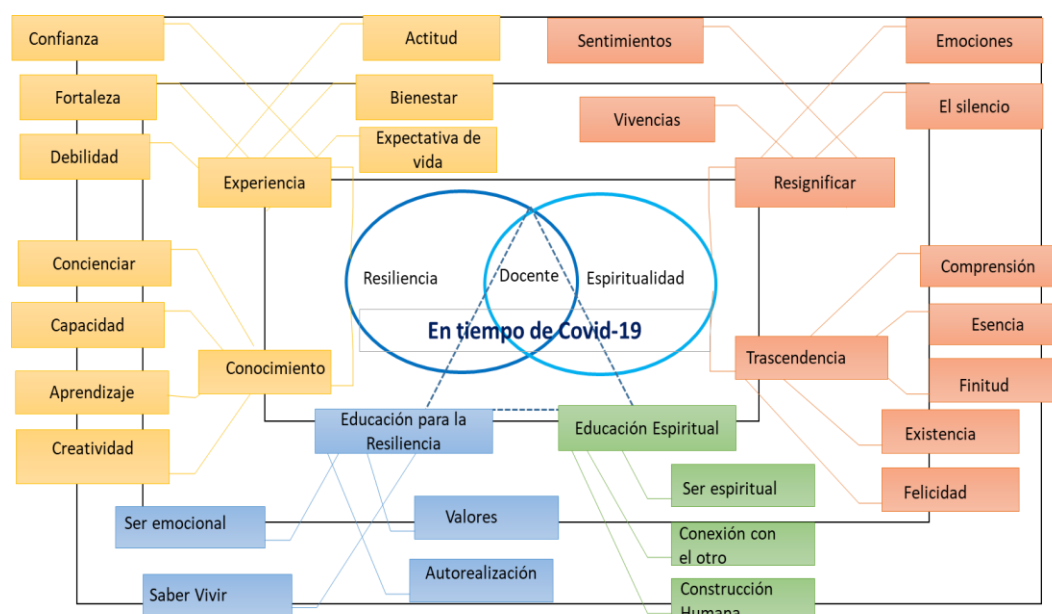 Confianza
Actitud
Sentimientos
Emociones
Fortaleza
Bienestar
Vivencias
El silencio
Debilidad
Expectativa de
vida
Experiencia
Resignificar
Resiliencia
Docente
Espiritualidad
En tiempo de Covid-19
Concienciar
Capacidad
Aprendizaje
Creatividad
Conocimiento
Comprensión
Esencia
Trascendencia
Finitud
Existencia
Felicidad
Educación para la
Resiliencia
Educación Espiritual
Ser emocional
Valores
Autorealización
Saber Vivir
Ser espiritual
Conexión con
el otro
Construcción
Humana